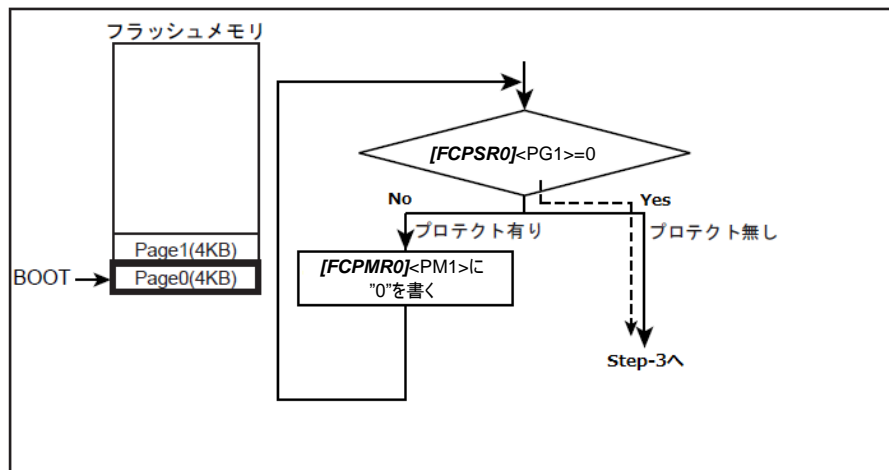 フラッシュメモリ
Page1(4KB)
BOOT
Page0(4KB)
[FCPSR0]<PG1>=0
No
Yes
プロテクト有り
プロテクト無し
[FCPMR0]<PM1>に
”0”を書く
Step-3へ